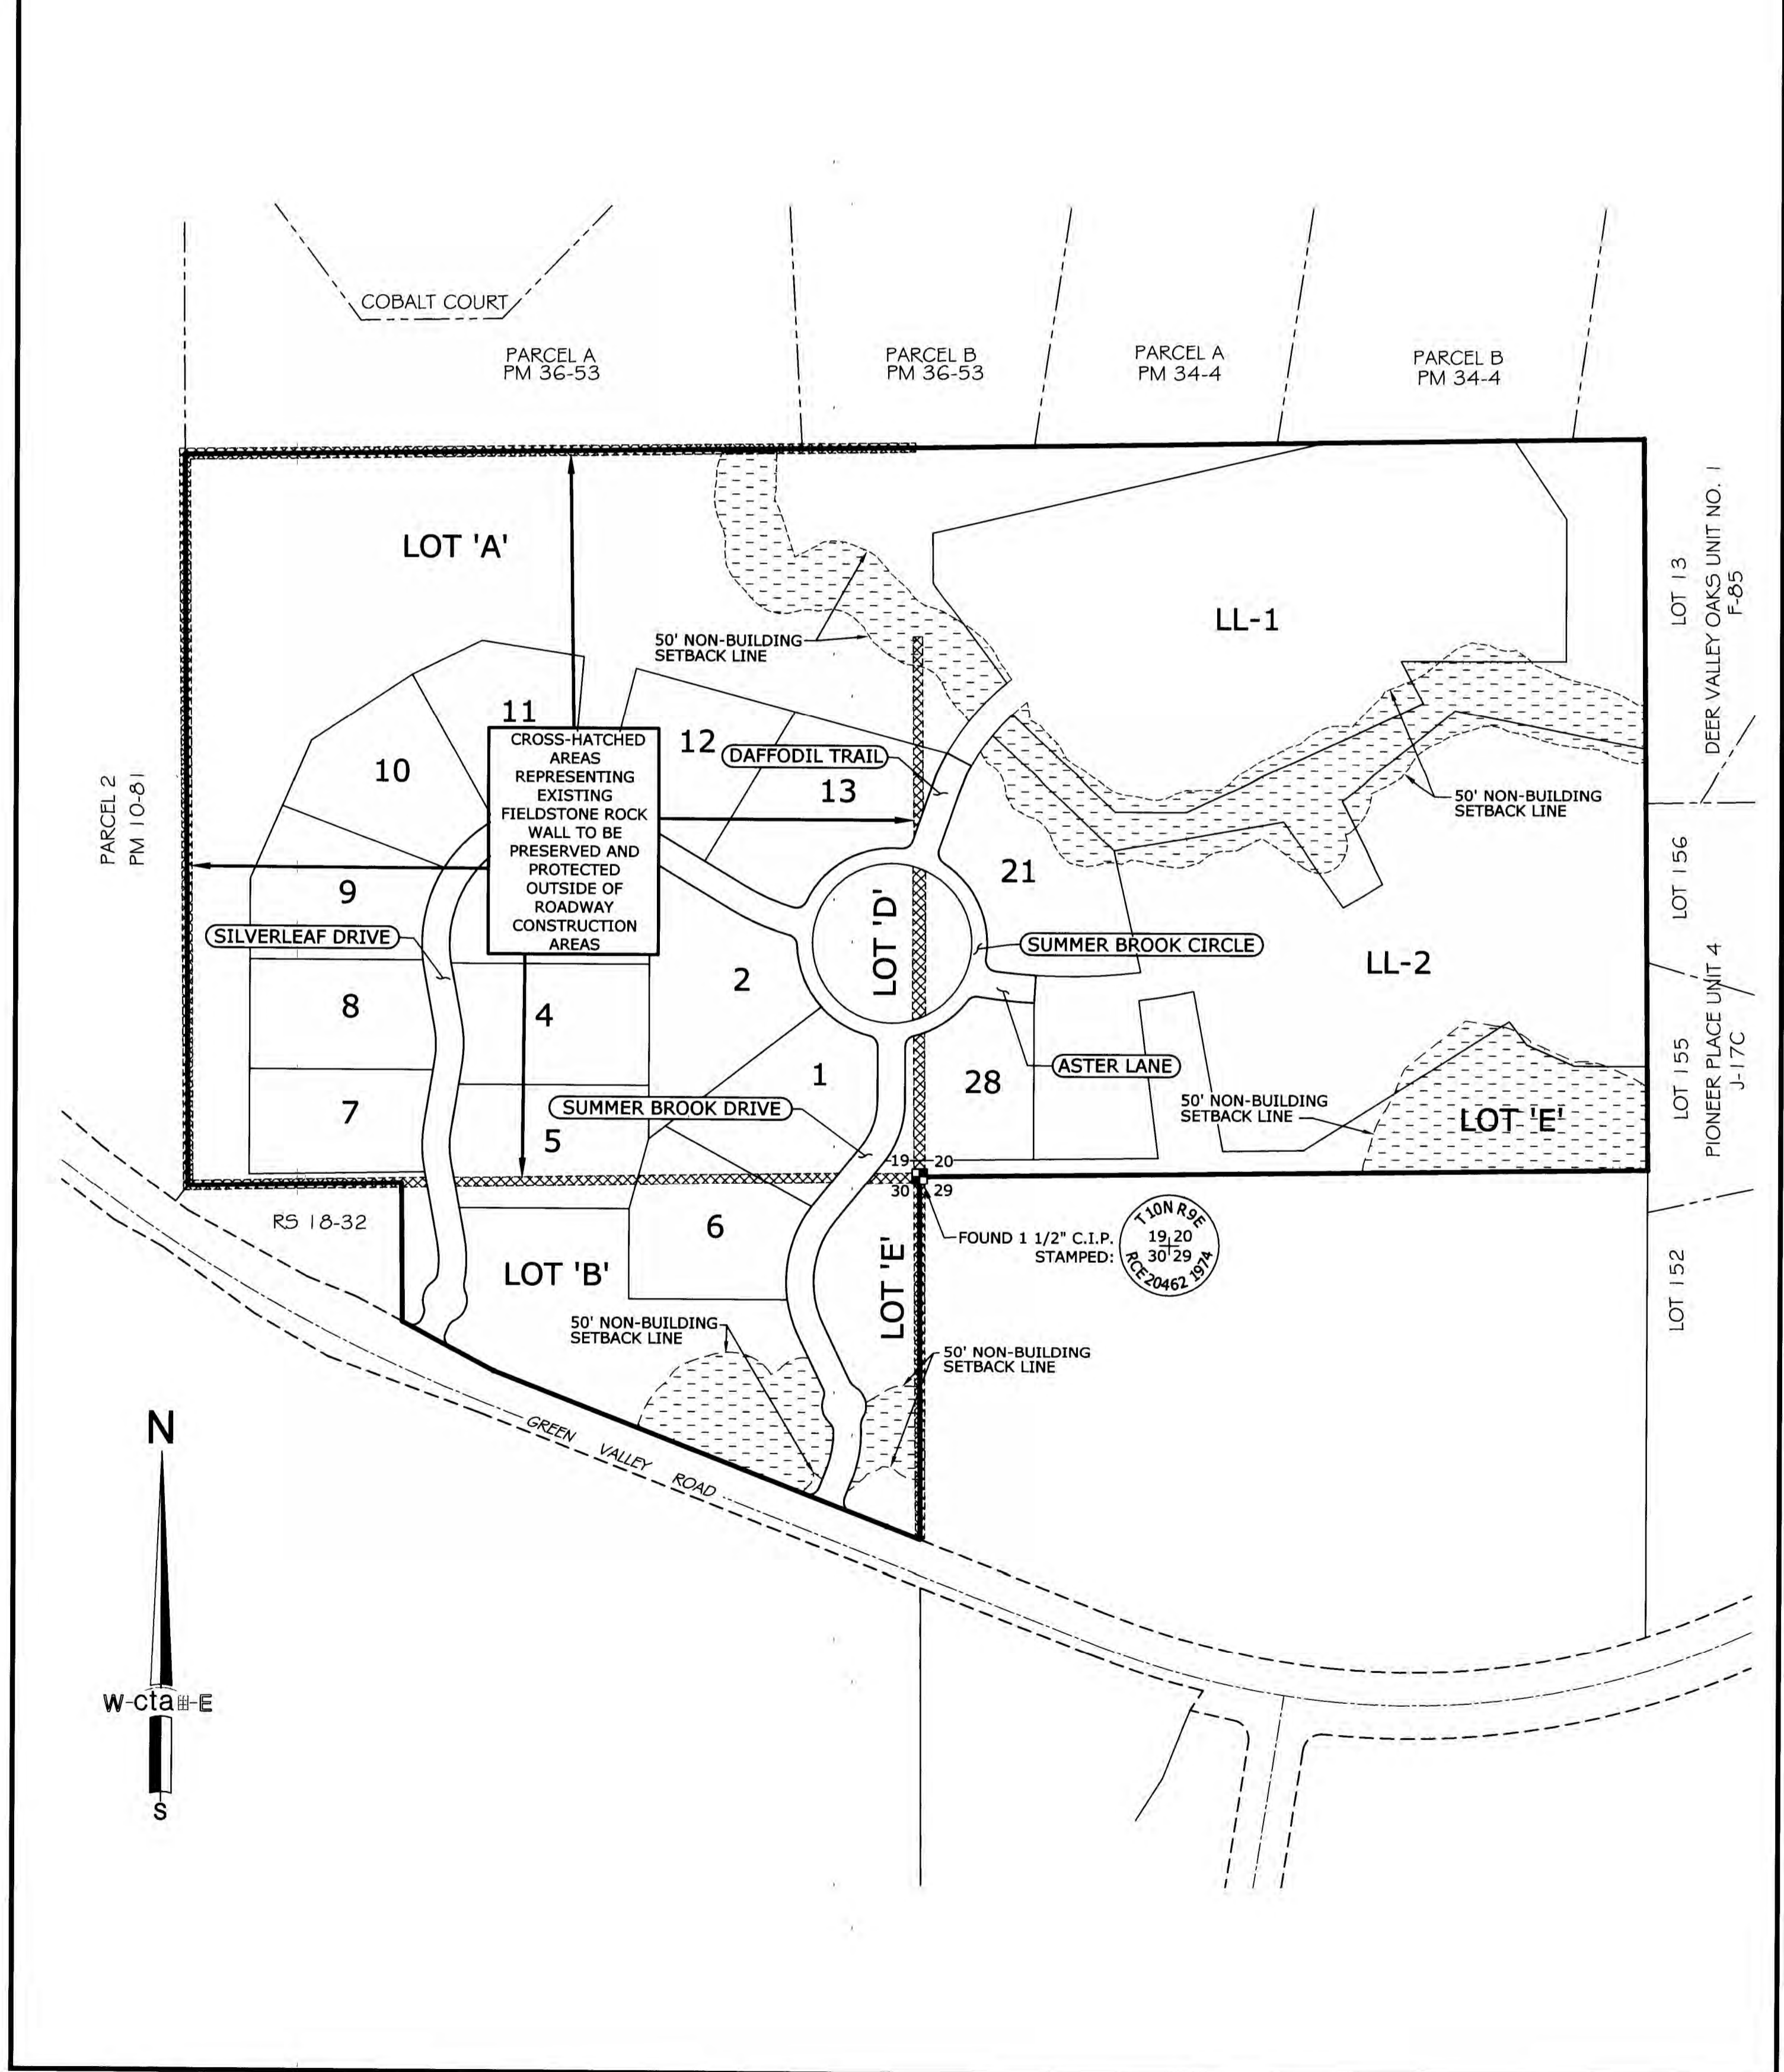 COBALT COURT
PARCEL A
PM 36-53
PARCEL B
PM 36-53
PARCEL A
PM 34-4
PARCEL B
PM 34-4
LOT 'A'
LL-1
LOT 13
DEER VALLEY OAKS UNIT NO. 1
F-85
50' NON-BUILDING
SETBACK LINE
11
12
10
13
DAFFODIL TRAIL
CROSS-HATCHED
AREAS
REPRESENTING
EXISTING
FIELDSTONE ROCK
WALL TO BE
PRESERVED AND
PROTECTED
OUTSIDE OF
ROADWAY
CONSTRUCTION
AREAS
50' NON-BUILDING
SETBACK LINE
PARCEL 2
PM 10-81
9
21
LOT 156
SILVERLEAF DRIVE
LOT 'D'
SUMMER BROOK CIRCLE
LL-2
2
8
4
PIONEER PLACE UNIT 4
J-17C
LOT 155
1
28
ASTER LANE
7
SUMMER BROOK DRIVE
5
50' NON-BUILDING
SETBACK LINE
LOT 'E'
19
20
30
29
RS 18-32
6
FOUND 1 1/2" C.I.P.
STAMPED:
T10N R9E
19 20
30 29
RCE20462 1974
LOT 'B'
LOT 'E'
LOT 152
50' NON-BUILDING
SETBACK LINE
50' NON-BUILDING
SETBACK LINE
GREEN VALLEY ROAD
N
W-cta-E
S